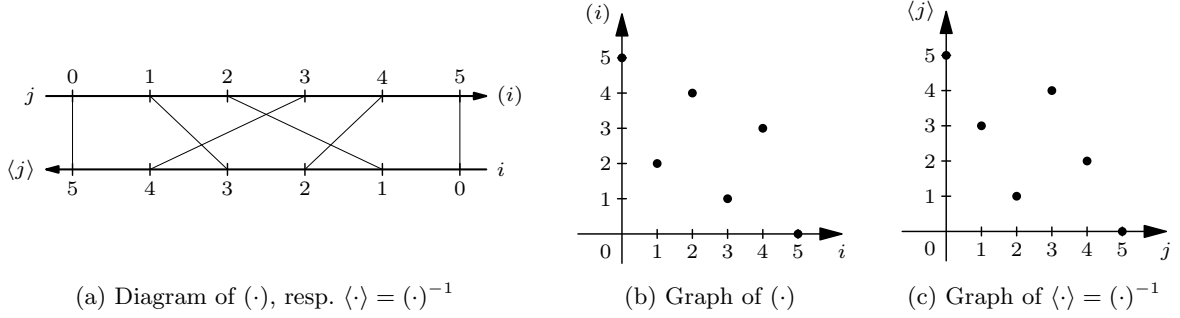 0 1 2 3 4 5
j (i)
⟨j⟩ i
5 4 3 2 1 0
(a) Diagram of (·), resp. ⟨·⟩ = (·)⁻¹
(i)
5
4
3
2
1
0 1 2 3 4 5 i
(b) Graph of (·)
⟨j⟩
5
4
3
2
1
0 1 2 3 4 5 j
(c) Graph of ⟨·⟩ = (·)⁻¹